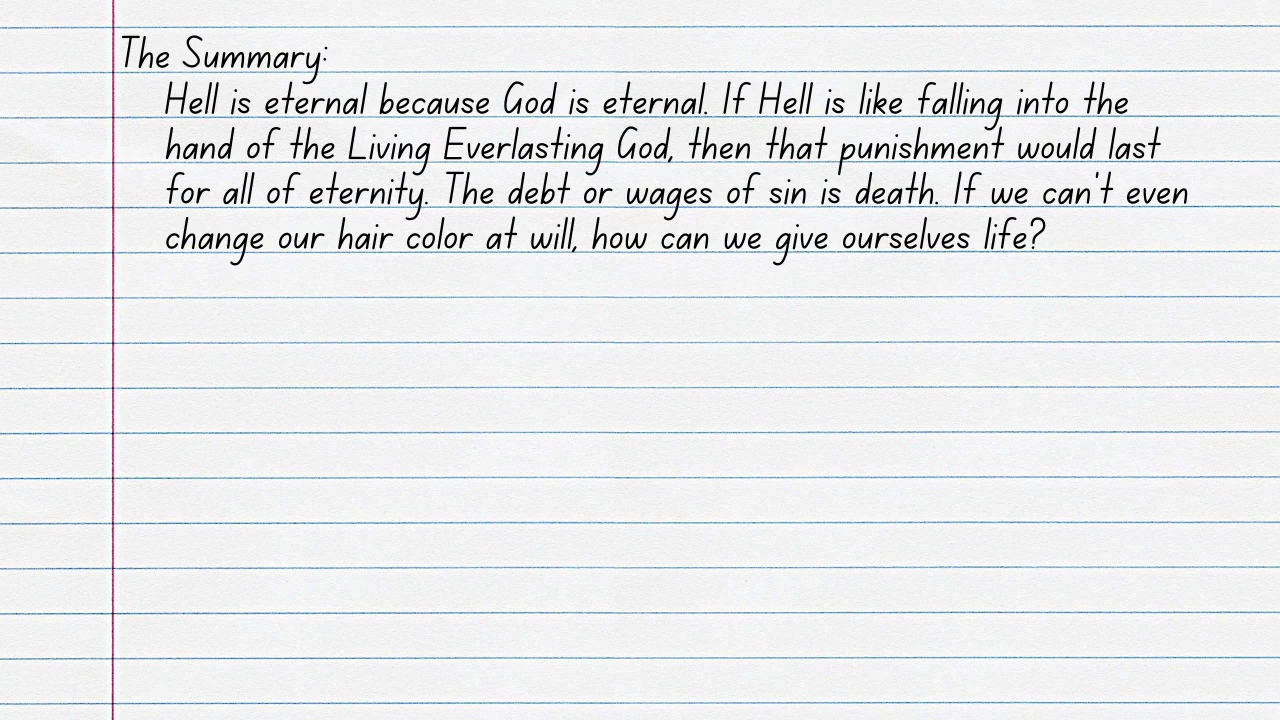 The Summary:
Hell is eternal because God is eternal. If Hell is like falling into the
hand of the Living Everlasting God, then that punishment would last
for all of eternity. The debt or wages of sin is death. If we can't even
change our hair color at will, how can we give ourselves life?